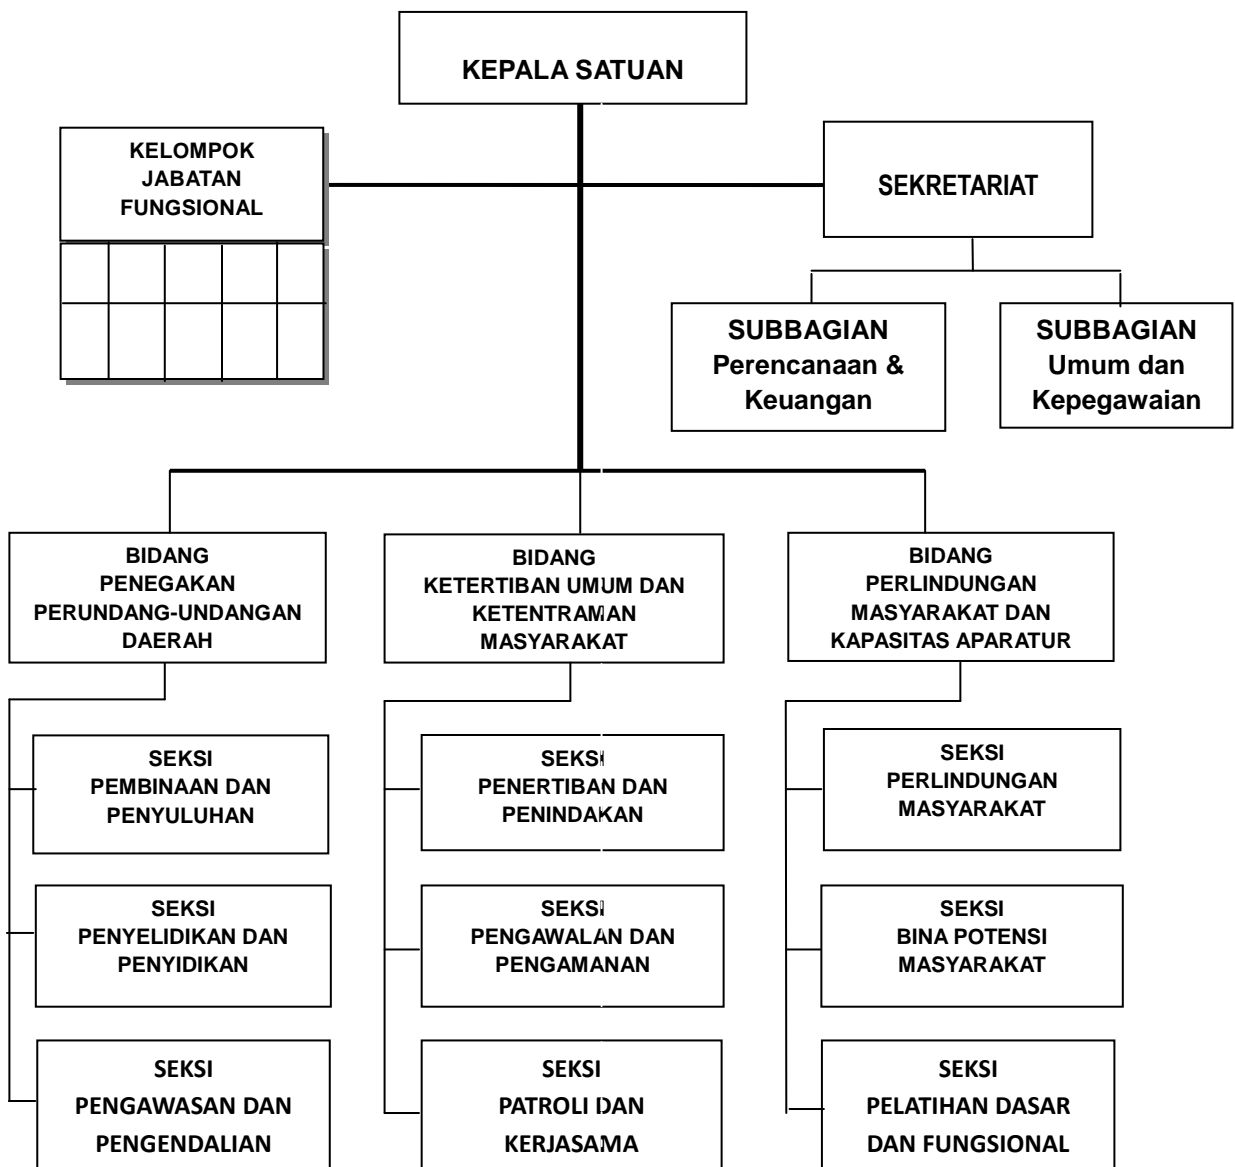 KEPALA SATUAN
KELOMPOK
JABATAN
FUNGSIONAL
SEKRETARIAT
SUBBAGIAN
Perencanaan &
Keuangan
SUBBAGIAN
Umum dan
Kepegawaian
BIDANG
PENEGAKAN
PERUNDANG-UNDANGAN
DAERAH
BIDANG
KETERTIBAN UMUM DAN
KETENTRAMAN
MASYARAKAT
BIDANG
PERLINDUNGAN
MASYARAKAT DAN
KAPASITAS APARATUR
SEKSI
PEMBINAAN DAN
PENYULUHAN
SEKSI
PENERTIBAN DAN
PENINDAKAN
SEKSI
PERLINDUNGAN
MASYARAKAT
SEKSI
PENYELIDIKAN DAN
PENYIDIKAN
SEKSI
PENGAWALAN DAN
PENGAMANAN
SEKSI
BINA POTENSI
MASYARAKAT
SEKSI
PENGAWASAN DAN
PENGENDALIAN
SEKSI
PATROLI DAN
KERJASAMA
SEKSI
PELATIHAN DASAR
DAN FUNGSIONAL